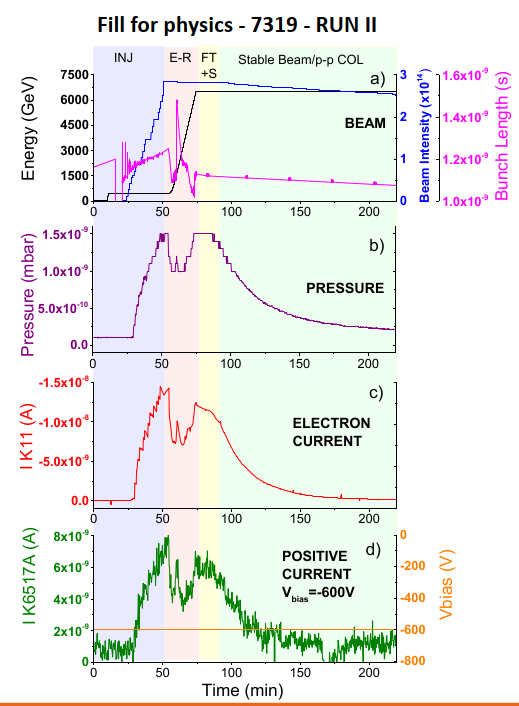 Fill for physics - 7319 - RUN II
INJ E-R FT +S Stable Beam/p-p COL
a)
BEAM
Energy (GeV)
7500
6000
4500
3000
1500
0
Beam Intensity (x10¹⁴)
3
2
1
0
Bunch Length (s)
1.6x10⁻⁹
1.4x10⁻⁹
1.2x10⁻⁹
1.0x10⁻⁹
0 50 100 150 200
b)
PRESSURE
Pressure (mbar)
1.5x10⁻⁹
1.0x10⁻⁹
5.0x10⁻¹⁰
0.0
0 50 100 150 200
c)
ELECTRON
CURRENT
I K11 (A)
-1.5x10⁻⁸
-1.0x10⁻⁸
-5.0x10⁻⁹
0.0
0 50 100 150 200
d)
POSITIVE
CURRENT
V_bias=-600V
I K6517A (A)
8x10⁻⁹
6x10⁻⁹
4x10⁻⁹
2x10⁻⁹
0
Vbias (V)
0
-200
-400
-600
-800
0 50 100 150 200
Time (min)